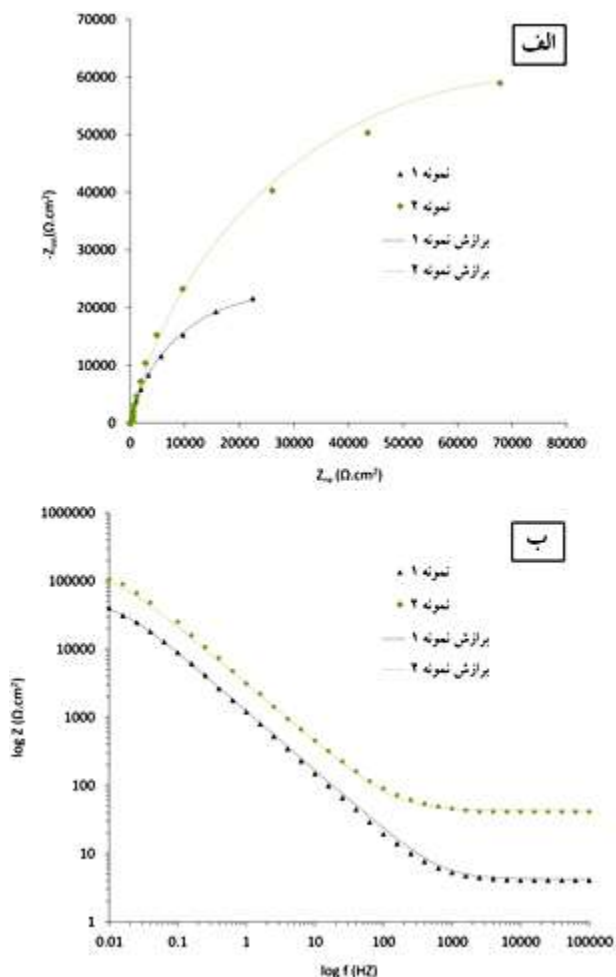 الف
70000
60000
50000
40000
30000
20000
10000
0
-Z (Ω.cm²)
نمونه ۱
نمونه ۲
برازش نمونه ۱
برازش نمونه ۲
0 10000 20000 30000 40000 50000 60000 70000 80000
Z (Ω.cm²)
ب
1000000
100000
10000
1000
100
10
1
log Z (Ω.cm²)
نمونه ۱
نمونه ۲
برازش نمونه ۱
برازش نمونه ۲
0.01 0.1 1 10 100 1000 10000 100000
log f (HZ)